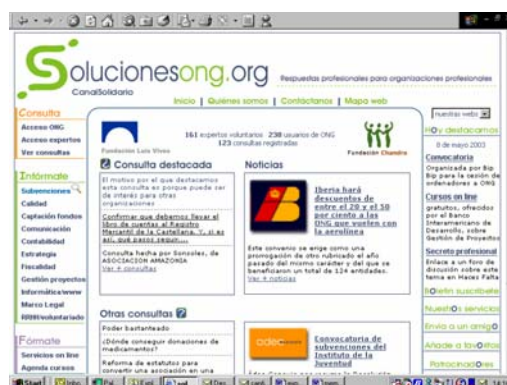 Solucionesong.org
CanalSolidario
Respuestas profesionales para organizaciones profesionales
Inicio | Quiénes somos | Contáctanos | Mapa web
Consulta
Acceso ONG
Acceso expertos
Ver consultas
Infórmate
Subvenciones
Calidad
Captación fondos
Comunicación
Contabilidad
Estrategia
Fiscalidad
Gestión proyectos
Informática/www
Marco Legal
RRHH/voluntariado
Fórmate
Servicios on line
Agenda cursos
Fundación Luis Vives
161 expertos voluntarios 230 usuarios de ONG
123 consultas registradas
Fundación Chandra
Consulta destacada
El motivo por el que destacamos
esta consulta es porque puede ser
de interés para otras
organizaciones
Confirmar que debemos llevar el
libro de cuentas al Registro
Mercantil de la Castellana. Y, si es
así, qué pasos seguir....
Consulta hecha por Sonsoles, de
ASOCIACION AMAZONIA
Ver + consultas
Noticias
Iberia hará
descuentos de
entre el 20 y el 50
por ciento a las
ONG que vuelen con
la aerolínea
Este convenio se erige como una
prorrogación de otro rubricado el año
pasado del mismo carácter y del que se
beneficiaron un total de 124 entidades.
Ver + noticias
Otras consultas
Poder bastanteado
¿Dónde conseguir donaciones de
medicamentos?
Reforma de estatutos para
convertir una asociación en una
Convocatoria de
subvenciones del
Instituto de la
Juventud
nuestras webs
HOy destacamos
8 de mayo 2003
Convocatoria
Organizada por Bip
Bip para la cesión de
ordenadores a ONG
Cursos on line
gratuitos, ofrecidos
por el Banco
Interamericano de
Desarrollo, sobre
Gestión de Proyectos
Secreto profesional
Enlace a un foro de
discusión sobre este
tema en Haces Falta
BOletín suscríbete
NuestrOs servicios
Envía a un amigO
Añade a favOritos
PatrocinadOres